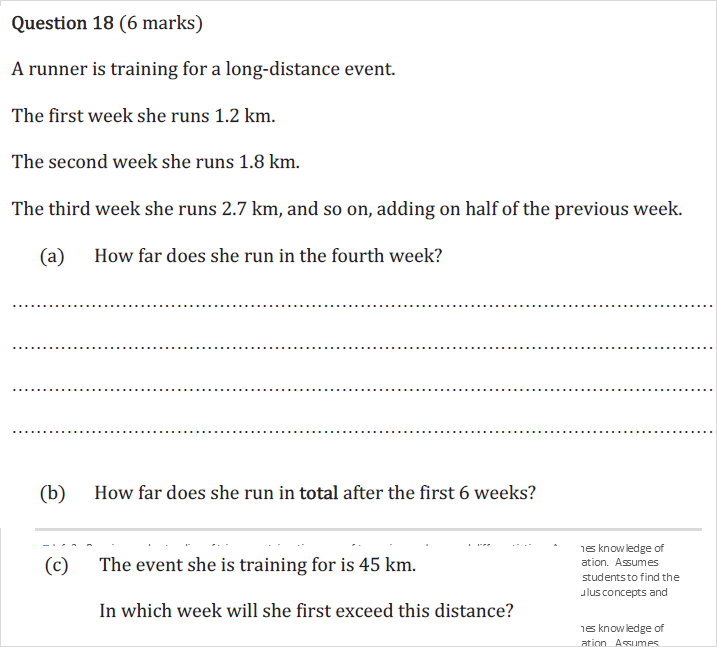 Question 18 (6 marks)
A runner is training for a long-distance event.
The first week she runs 1.2 km.
The second week she runs 1.8 km.
The third week she runs 2.7 km, and so on, adding on half of the previous week.
(a) How far does she run in the fourth week?
(b) How far does she run in total after the first 6 weeks?
nes knowledge of
(c) The event she is training for is 45 km.
ation. Assumes
students to find the
ulus concepts and
In which week will she first exceed this distance?
nes knowledge of
ation. Assumes